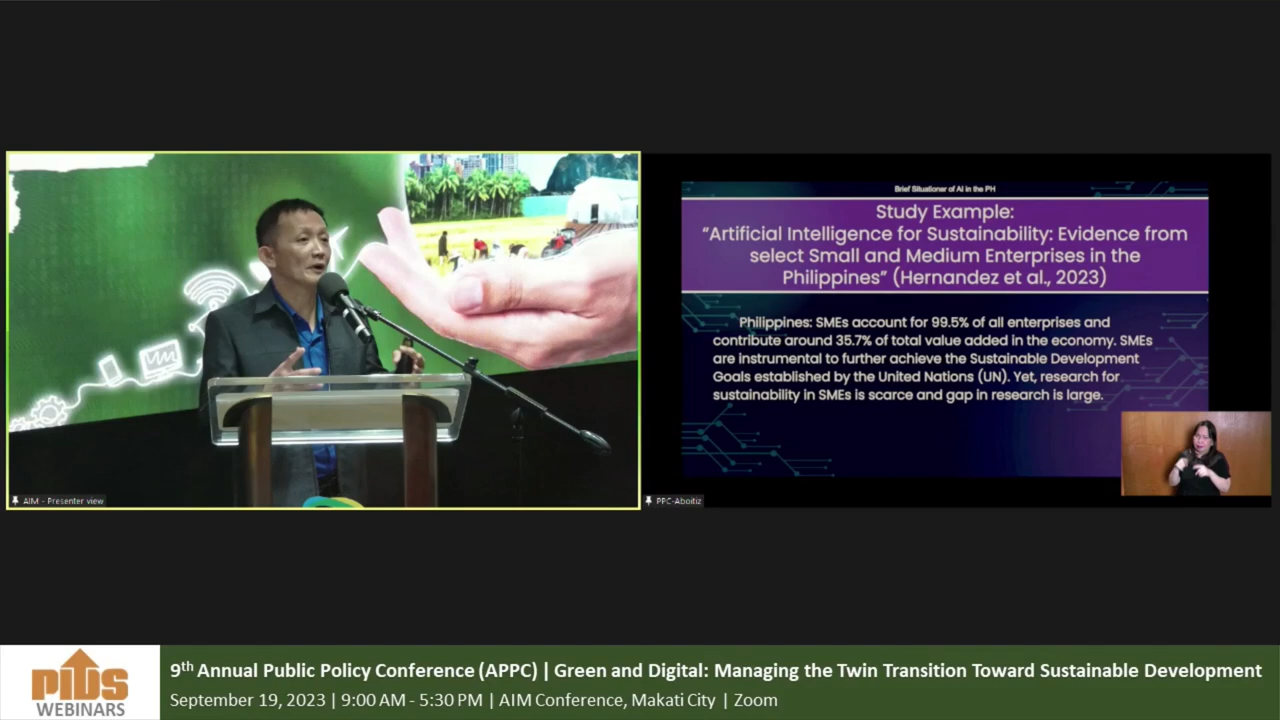 Brief Situationer of AI in the PH
Study Example:
“Artificial Intelligence for Sustainability: Evidence from
select Small and Medium Enterprises in the
Philippines” (Hernandez et al., 2023)
Philippines: SMEs account for 99.5% of all enterprises and
contribute around 35.7% of total value added in the economy. SMEs
are instrumental to further achieve the Sustainable Development
Goals established by the United Nations (UN). Yet, research for
sustainability in SMEs is scarce and gap in research is large.
AIM - Presenter view
PPC-Aboitiz
PIDS
WEBINARS
9th Annual Public Policy Conference (APPC) | Green and Digital: Managing the Twin Transition Toward Sustainable Development
September 19, 2023 | 9:00 AM - 5:30 PM | AIM Conference, Makati City | Zoom